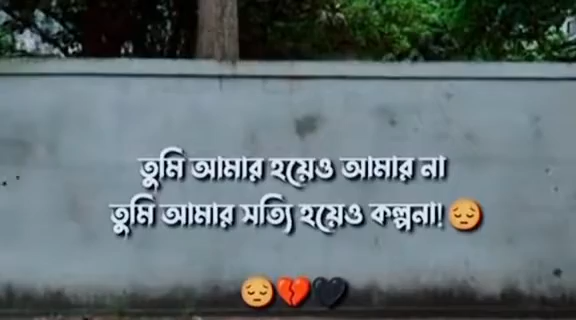 তুমি আমার হয়েও আমার না
তুমি আমার সত্যি হয়েও কল্পনা!😔
😔💔🖤